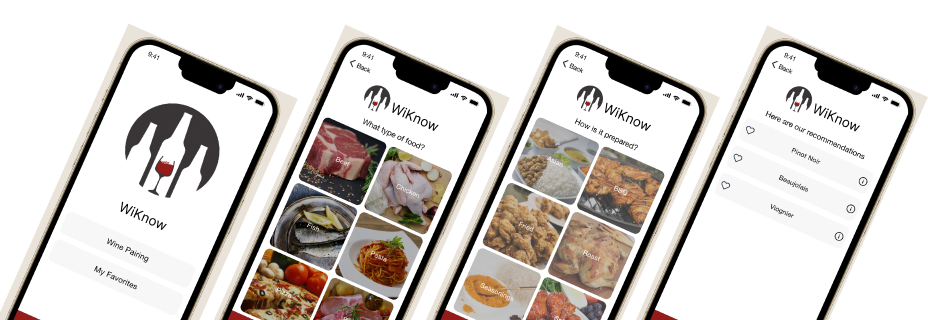 9:41
WiKnow
Wine Pairing
My Favorites
9:41
Back
WiKnow
What type of food?
Beef
Chicken
Fish
Pasta
9:41
Back
WiKnow
How is it prepared?
Asian
BBQ
Fried
Roast
Seasonings
9:41
Back
WiKnow
Here are our recommendations
Pinot Noir
Beaujolais
Viognier